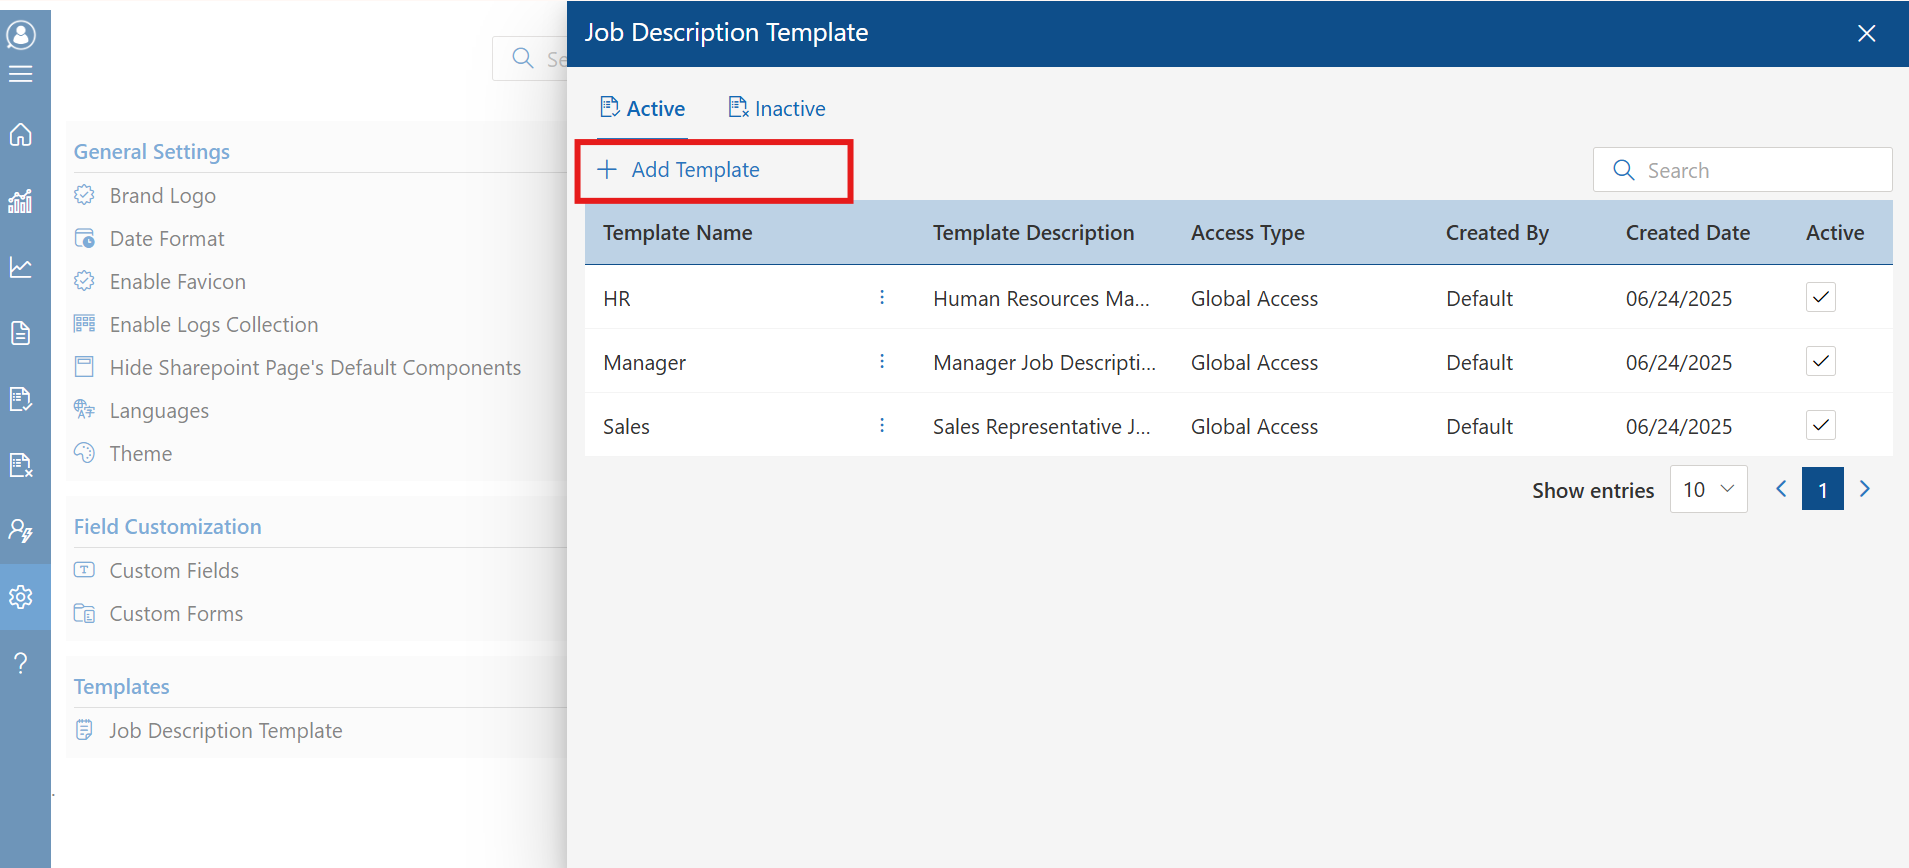 Se
General Settings
Brand Logo
Date Format
Enable Favicon
Enable Logs Collection
Hide Sharepoint Page's Default Components
Languages
Theme
Field Customization
Custom Fields
Custom Forms
Templates
Job Description Template
Job Description Template
Active Inactive
Add Template
Search
Template Name Template Description Access Type Created By Created Date Active
HR Human Resources Ma... Global Access Default 06/24/2025
Manager Manager Job Descripti... Global Access Default 06/24/2025
Sales Sales Representative J... Global Access Default 06/24/2025
Show entries 10 1